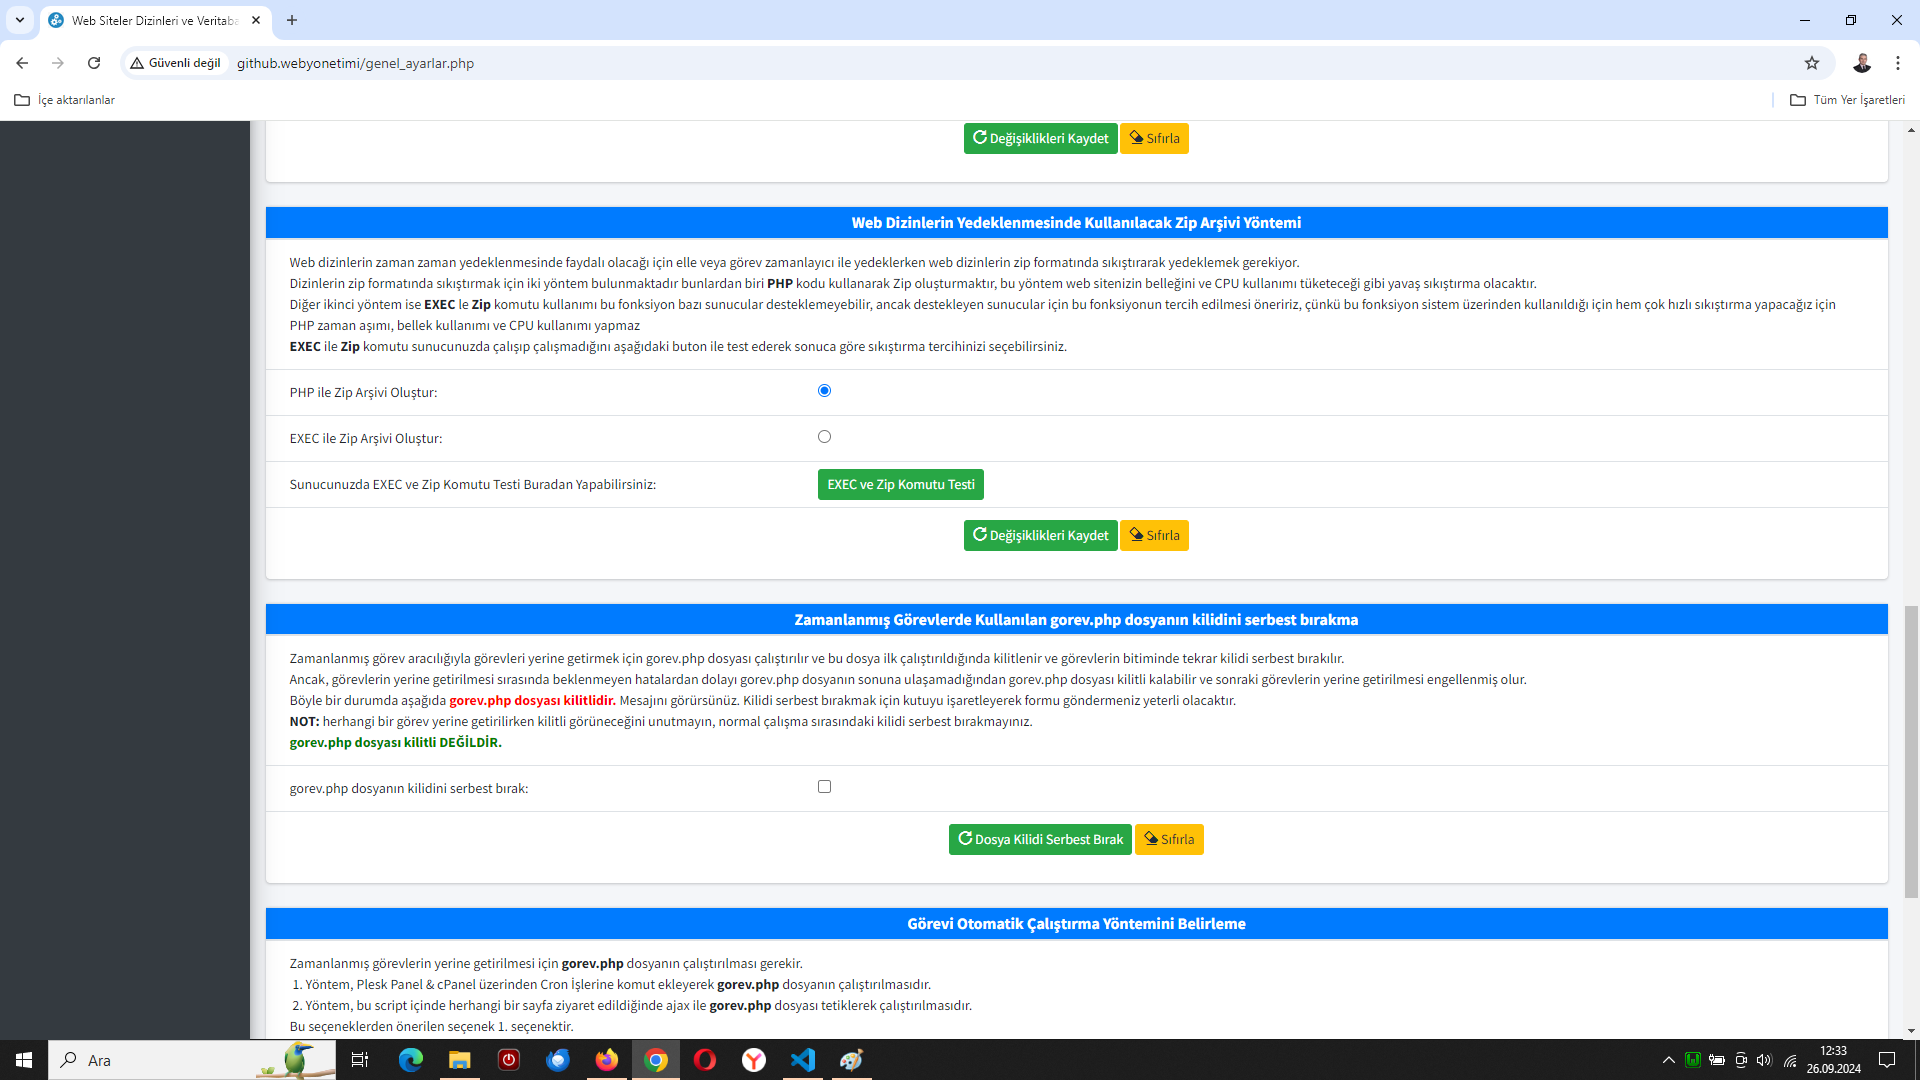 Web Siteler Dizinleri ve Veritaba
Güvenli değil
github.webyonetimi/genel_ayarlar.php
İçe aktarılanlar
Tüm Yer İşaretleri
Değişiklikleri Kaydet
Sıfırla
Web Dizinlerin Yedeklenmesinde Kullanılacak Zip Arşivi Yöntemi
Web dizinlerin zaman zaman yedeklenmesinde faydalı olacağı için elle veya görev zamanlayıcı ile yedeklerken web dizinlerin zip formatında sıkıştırarak yedeklemek gerekiyor.
Dizinlerin zip formatında sıkıştırmak için iki yöntem bulunmaktadır bunlardan biri PHP kodu kullanarak Zip oluşturmaktır, bu yöntem web sitenizin belleğini ve CPU kullanımı tüketeceği gibi yavaş sıkıştırma olacaktır.
Diğer ikinci yöntem ise EXEC le Zip komutu kullanımı bu fonksiyon bazı sunucular desteklemeyebilir, ancak destekleyen sunucular için bu fonksiyonun tercih edilmesi öneririz, çünkü bu fonksiyon sistem üzerinden kullanıldığı için hem çok hızlı sıkıştırma yapacağız için
PHP zaman aşımı, bellek kullanımı ve CPU kullanımı yapmaz
EXEC ile Zip komutu sunucunuzda çalışıp çalışmadığını aşağıdaki buton ile test ederek sonuca göre sıkıştırma tercihinizi seçebilirsiniz.
PHP ile Zip Arşivi Oluştur:
EXEC ile Zip Arşivi Oluştur:
Sunucunuzda EXEC ve Zip Komutu Testi Buradan Yapabilirsiniz:
EXEC ve Zip Komutu Testi
Değişiklikleri Kaydet
Sıfırla
Zamanlanmış Görevlerde Kullanılan gorev.php dosyanın kilidini serbest bırakma
Zamanlanmış görev aracılığıyla görevleri yerine getirmek için gorev.php dosyası çalıştırılır ve bu dosya ilk çalıştırıldığında kilitlenir ve görevlerin bitiminde tekrar kilidi serbest bırakılır.
Ancak, görevlerin yerine getirilmesi sırasında beklenmeyen hatalardan dolayı gorev.php dosyanın sonuna ulaşamadığından gorev.php dosyası kilitli kalabilir ve sonraki görevlerin yerine getirilmesi engellenmiş olur.
Böyle bir durumda aşağıda gorev.php dosyası kilitlidir. Mesajını görürsünüz. Kilidi serbest bırakmak için kutuyu işaretleyerek formu göndermeniz yeterli olacaktır.
NOT: herhangi bir görev yerine getirilirken kilitli görüneceğini unutmayın, normal çalışma sırasındaki kilidi serbest bırakmayınız.
gorev.php dosyası kilitli DEĞİLDİR.
gorev.php dosyanın kilidini serbest bırak:
Dosya Kilidi Serbest Bırak
Sıfırla
Görevi Otomatik Çalıştırma Yöntemini Belirleme
Zamanlanmış görevlerin yerine getirilmesi için gorev.php dosyanın çalıştırılması gerekir.
1. Yöntem, Plesk Panel & cPanel üzerinden Cron İşlerine komut ekleyerek gorev.php dosyanın çalıştırılmasıdır.
2. Yöntem, bu script içinde herhangi bir sayfa ziyaret edildiğinde ajax ile gorev.php dosyası tetiklerek çalıştırılmasıdır.
Bu seçeneklerden önerilen seçenek 1. seçenektir.
Ara
12:33
26.09.2024